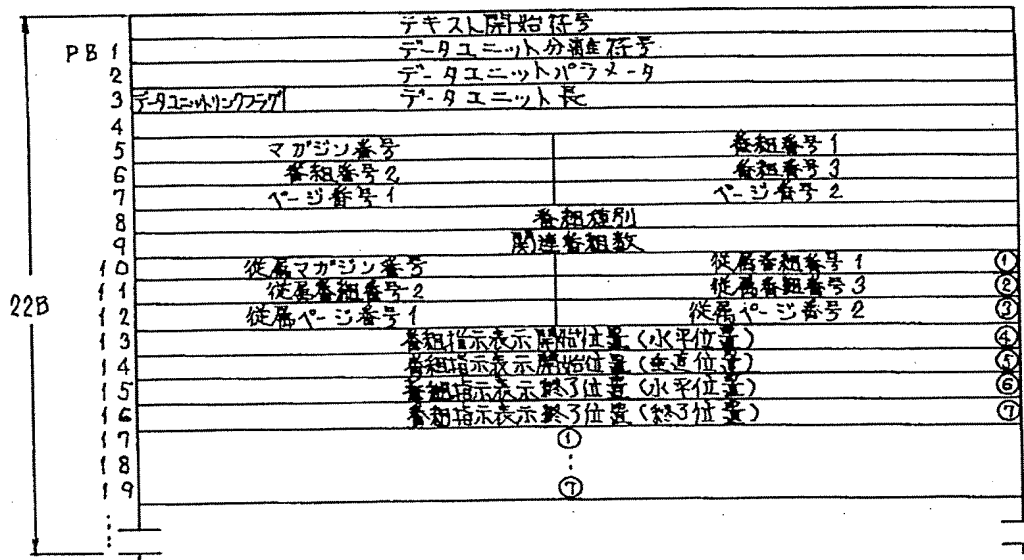 テキスト開始符号
PB 1 データユニット分離符号
2 データユニットパラメータ
3 データユニットリンクフラグ データユニット長
4
5 マガジン番号 番組番号1
6 番組番号2 番組番号3
7 ページ番号1 ページ番号2
8 番組種別
9 関連番組数
10 従属マガジン番号 従属番組番号1 ①
11 従属番組番号2 従属番組番号3 ②
12 従属ページ番号1 従属ページ番号2 ③
22B
13 番組指示表示開始位置(水平位置) ④
14 番組指示表示開始位置(垂直位置) ⑤
15 番組指示表示終了位置(水平位置) ⑥
16 番組指示表示終了位置(終了位置) ⑦
17 ①
18
19 ⑦